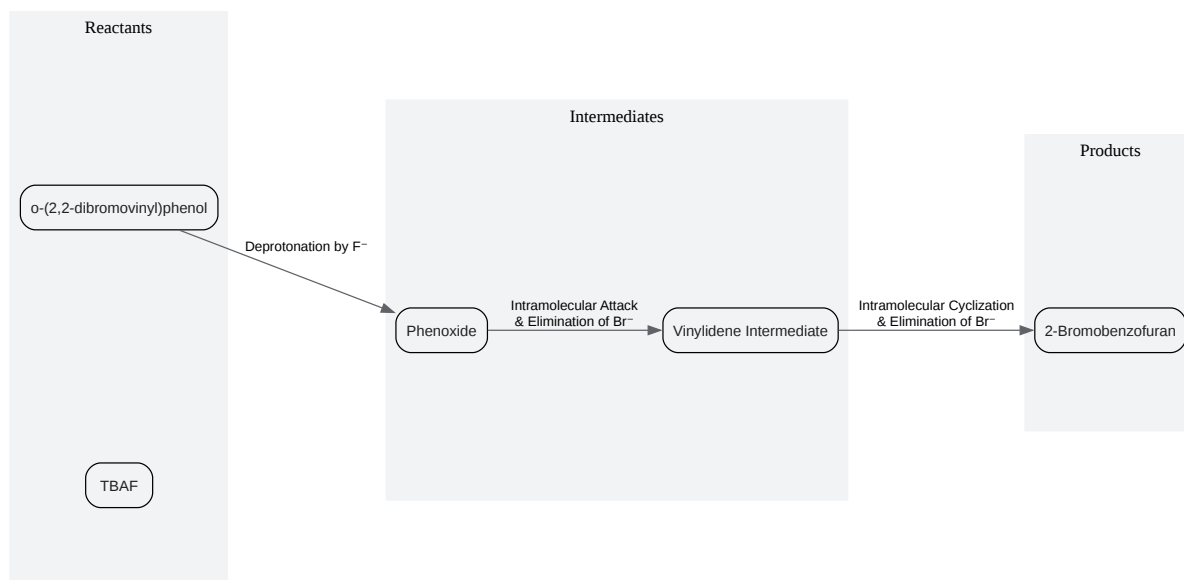 Reactants
Intermediates
Products
o-(2,2-dibromovinyl)phenol
Deprotonation by F⁻
Phenoxide
Intramolecular Attack
& Elimination of Br⁻
Vinylidene Intermediate
Intramolecular Cyclization
& Elimination of Br⁻
2-Bromobenzofuran
TBAF